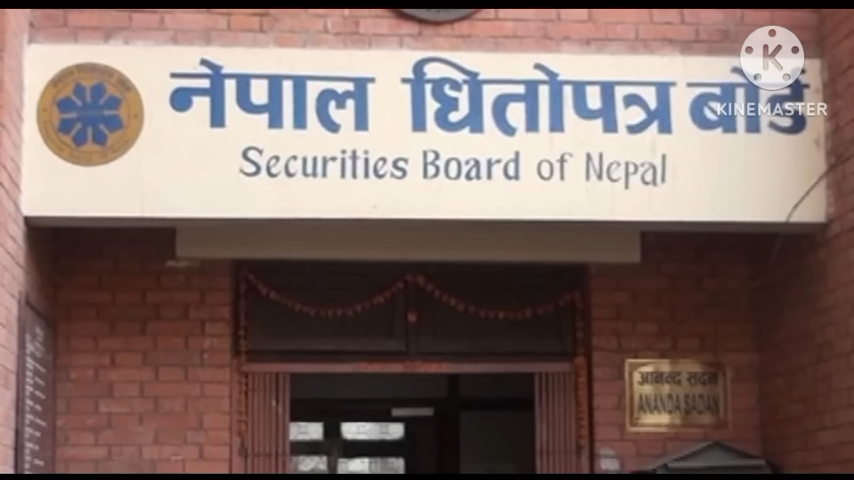 नेपाल धितोपत्र बोर्ड
Securities Board of Nepal
KINEMASTER
आनन्द सदन
ANANDA SADAN